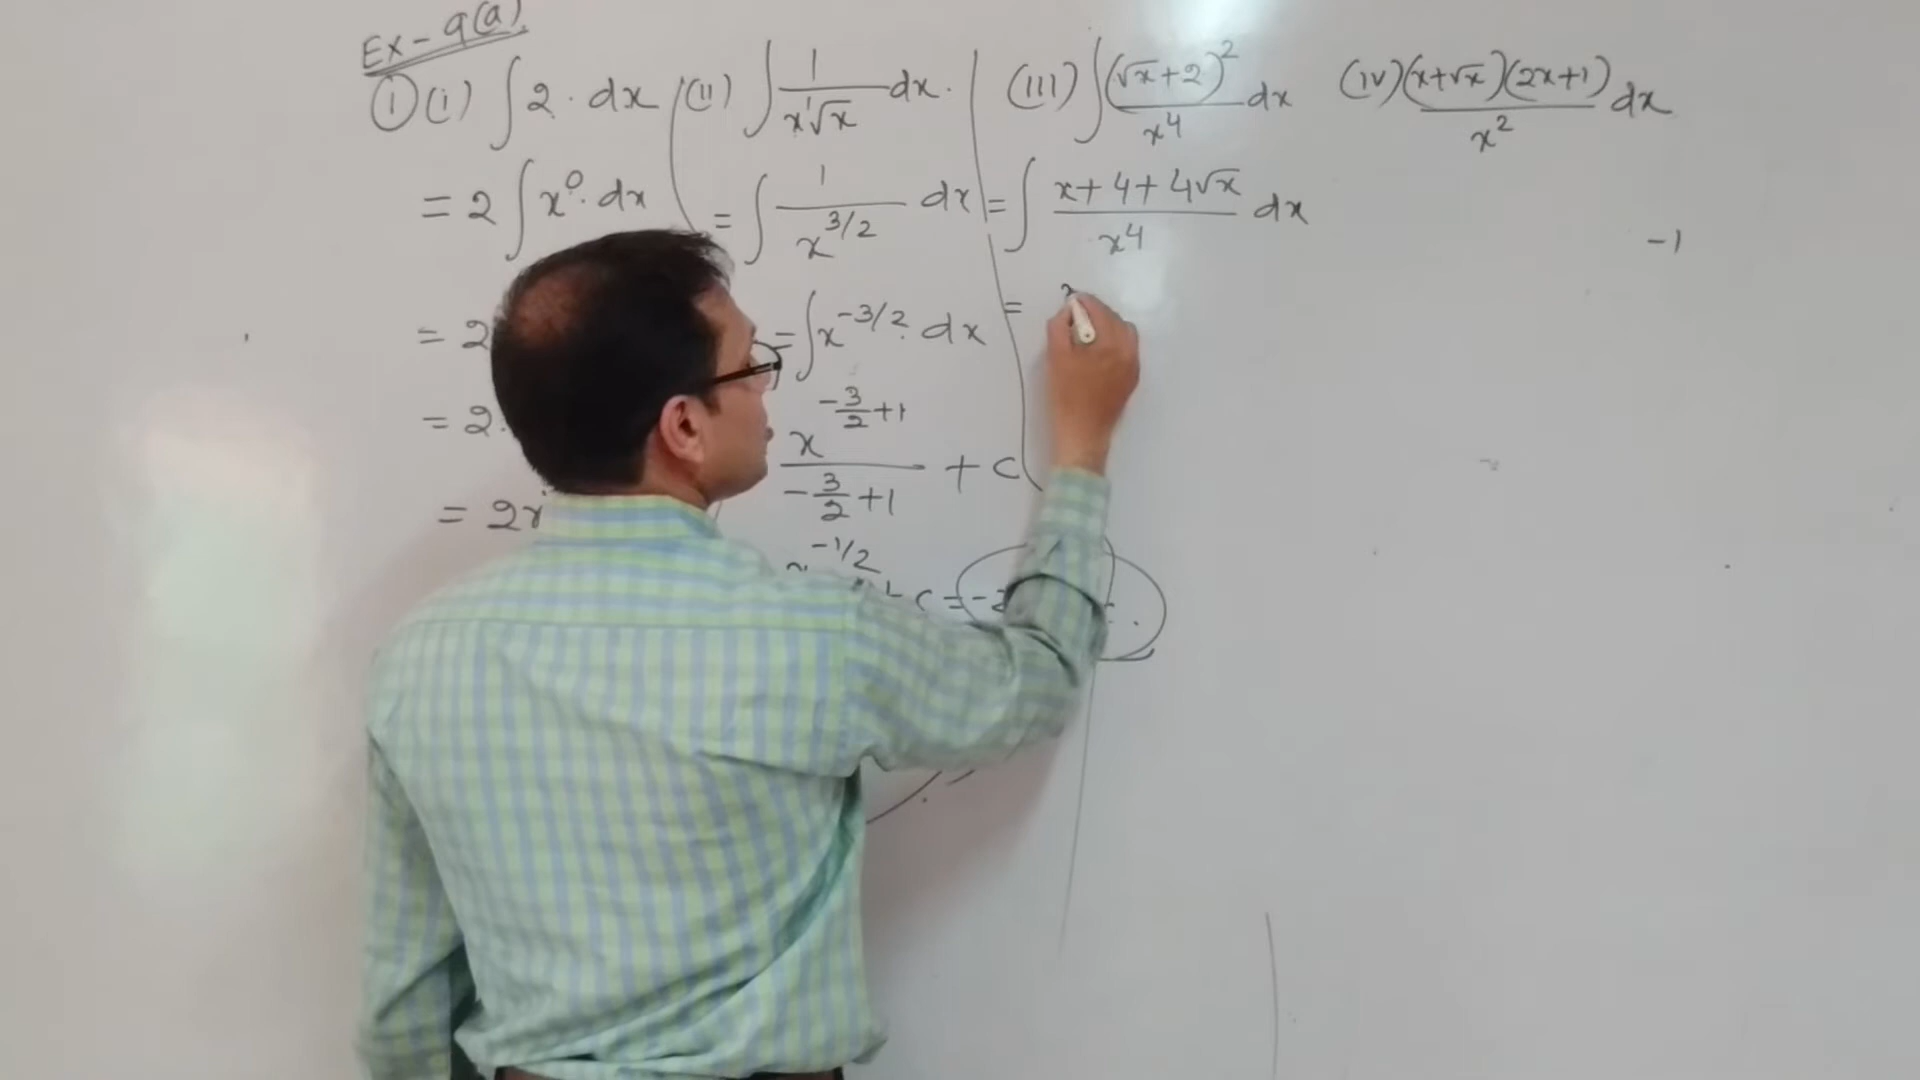 Ex - 9(a).
① (i) ∫ 2 · dx (ii) ∫ 1/(x¹√x) dx · (iii) ∫ (√x+2)²/x⁴ dx (iv) (x+√x)(2x+1)/x² dx
= 2 ∫ x⁰ · dx = ∫ 1/x^(3/2) dx = ∫ (x+4+4√x)/x⁴ dx
-1
= 2 = ∫ x^(-3/2) · dx =
= 2. x^(-3/2+1)/(-3/2+1) + c
= 2x
-1/2
c = -2